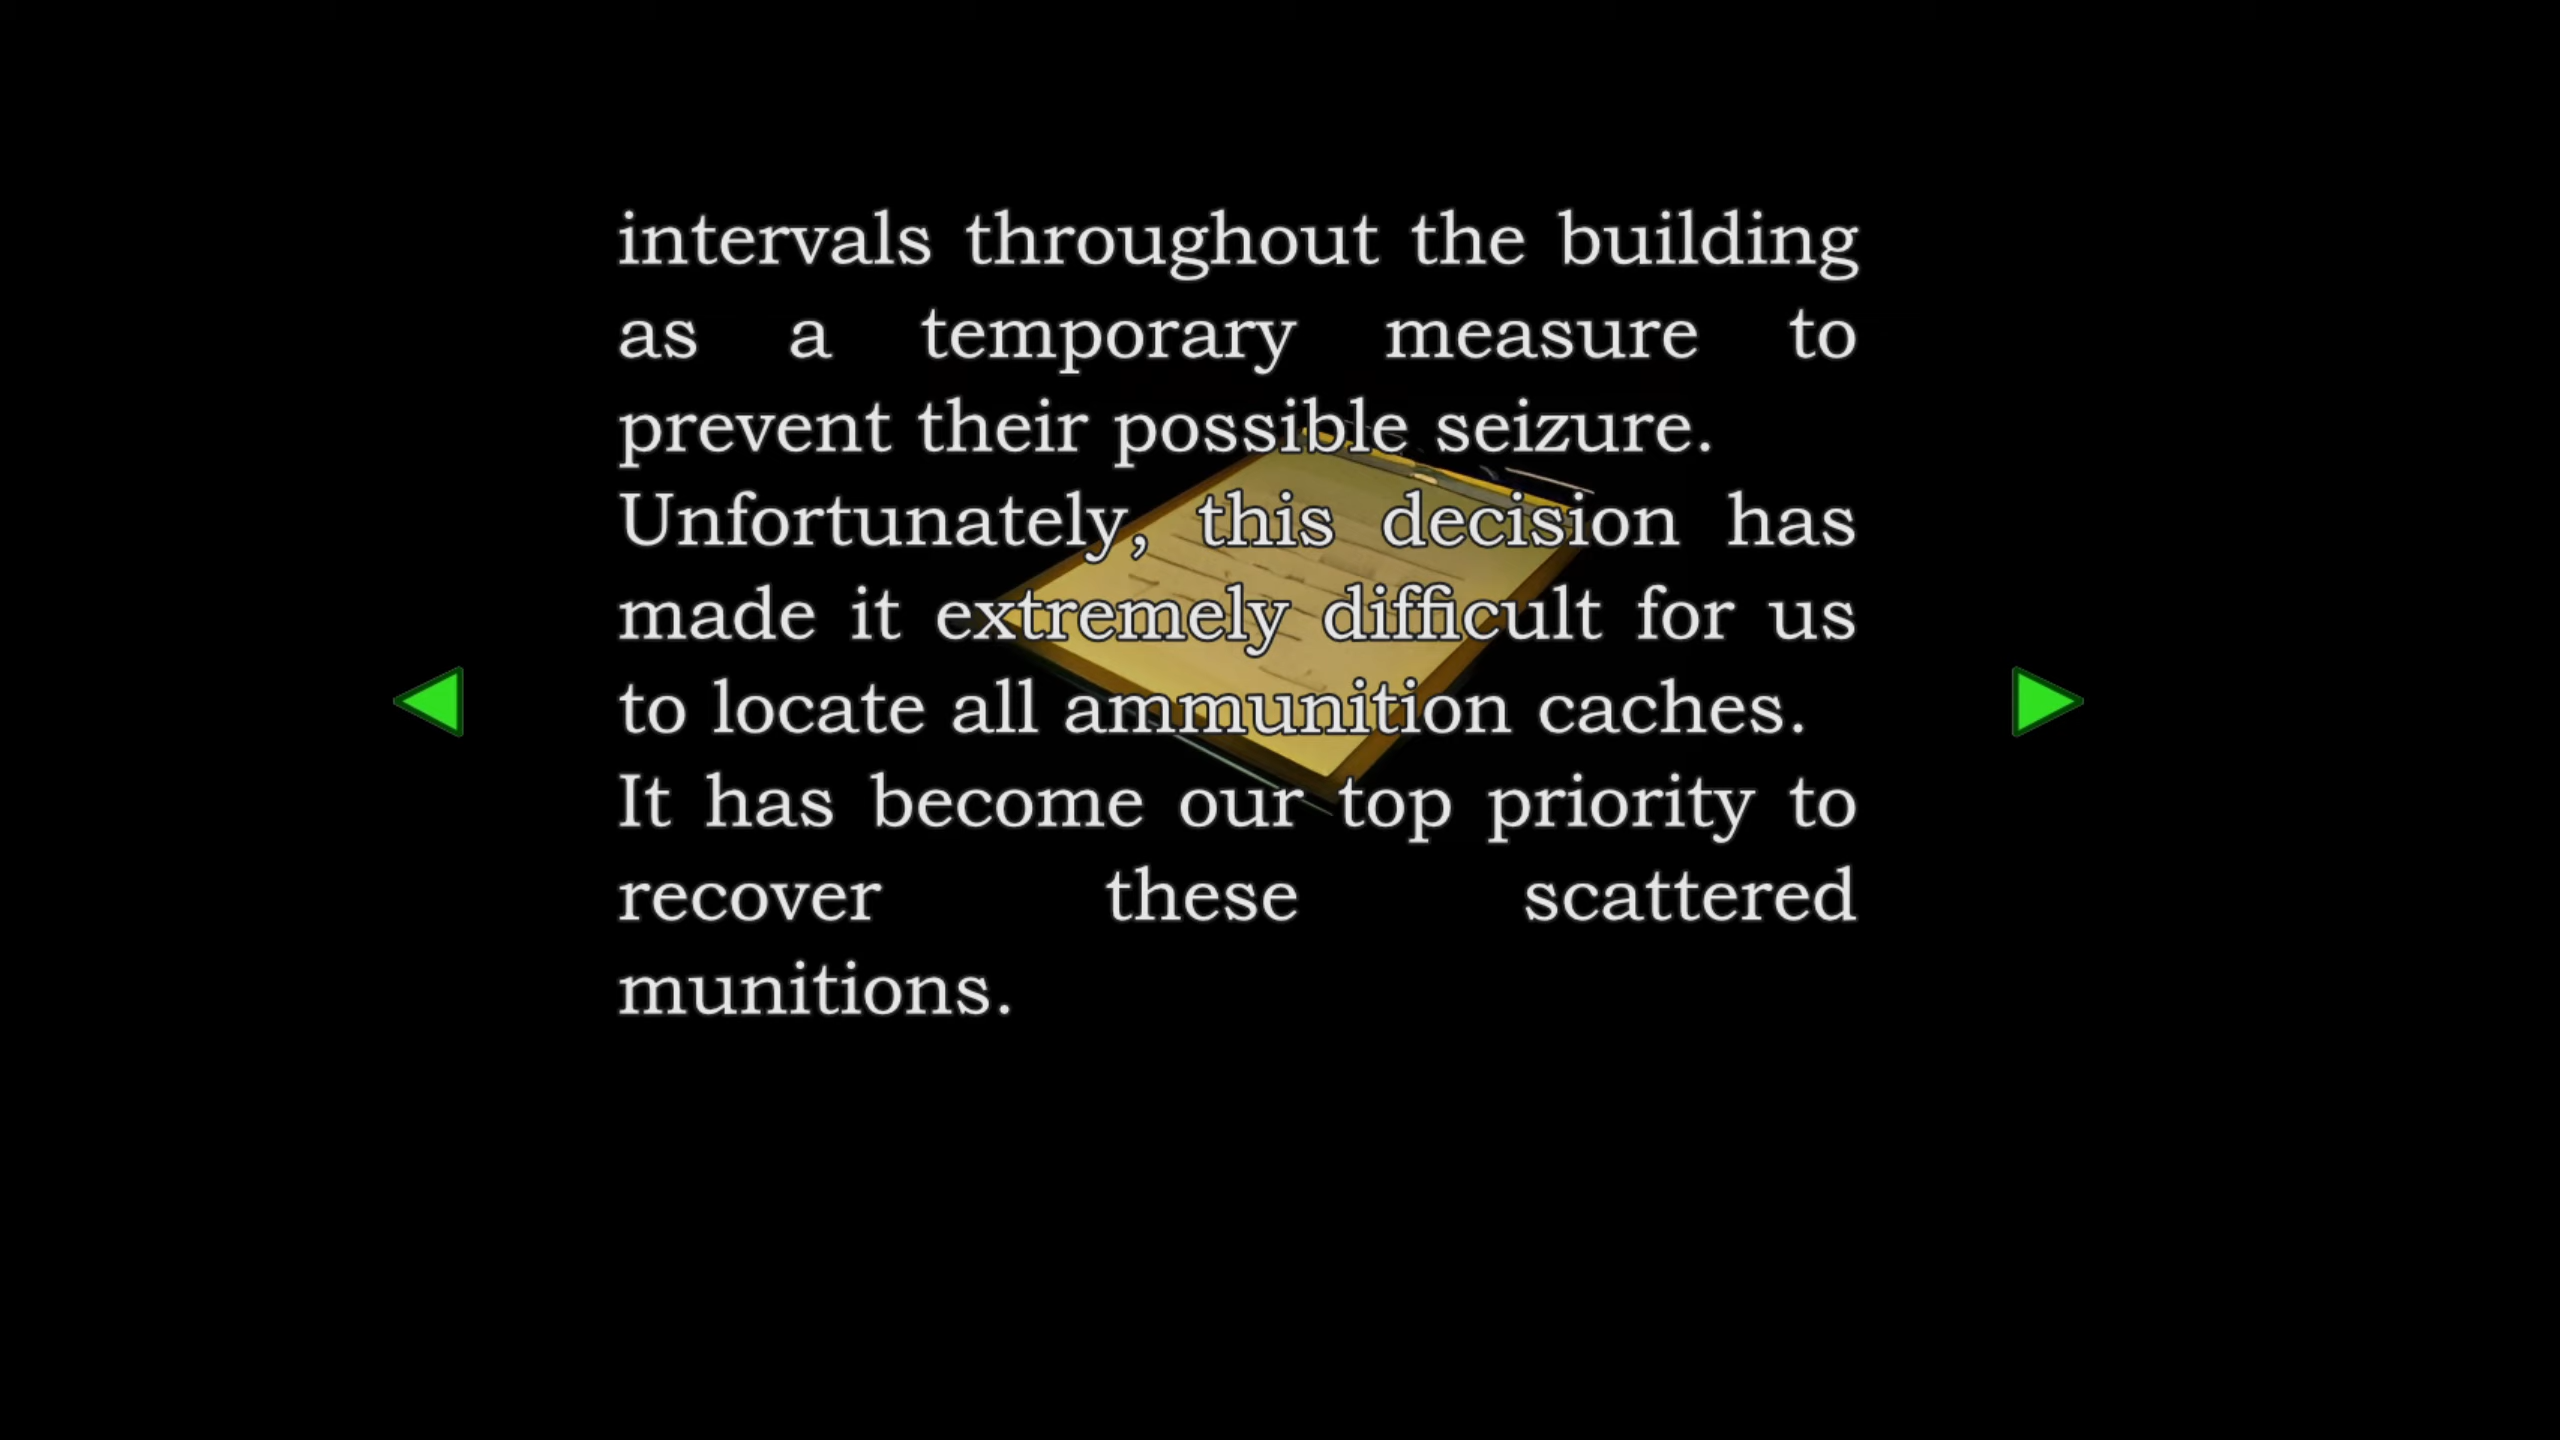 intervals throughout the building
as a temporary measure to
prevent their possible seizure.
Unfortunately, this decision has
made it extremely difficult for us
to locate all ammunition caches.
It has become our top priority to
recover these scattered
munitions.